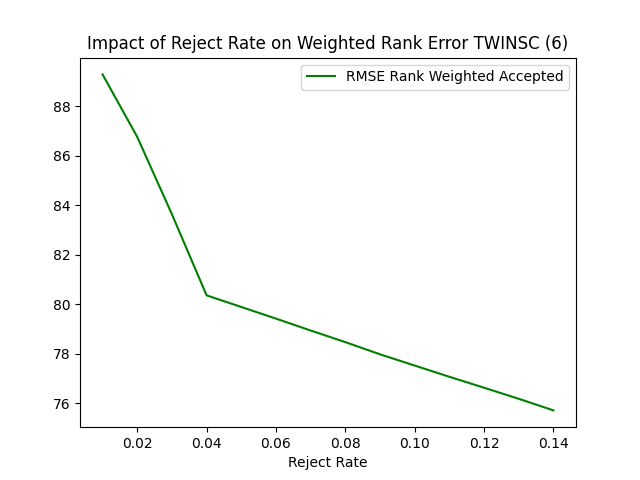 Impact of Reject Rate on Weighted Rank Error TWINSC (6)
RMSE Rank Weighted Accepted
88
86
84
82
80
78
76
0.02 0.04 0.06 0.08 0.10 0.12 0.14
Reject Rate